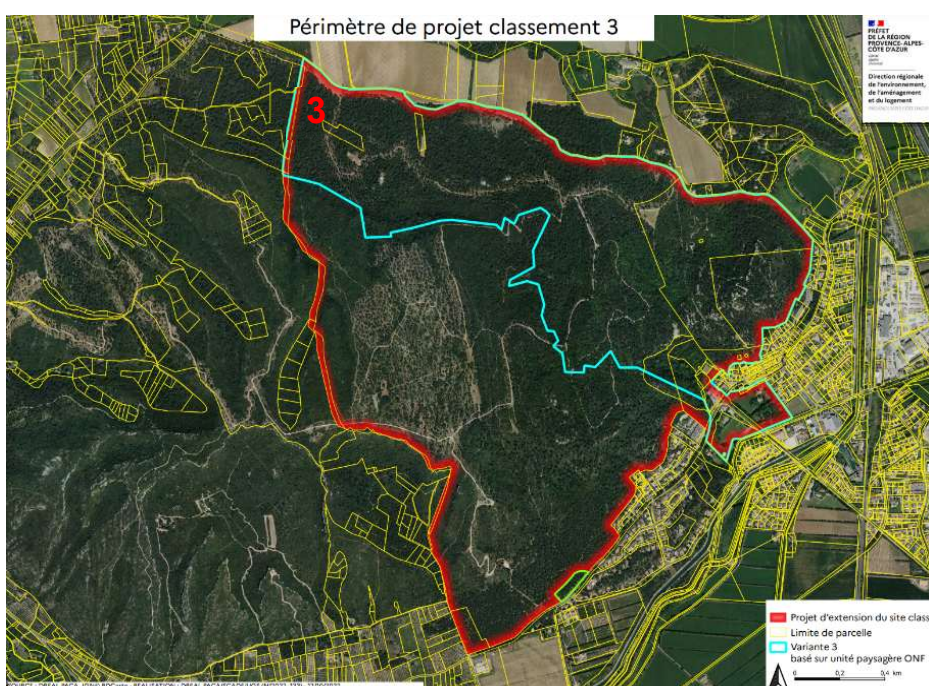 Périmètre de projet classement 3
PRÉFET
DE LA RÉGION
PROVENCE-ALPES-
CÔTE D'AZUR
Direction régionale
de l'environnement,
de l'aménagement
et du logement
3
Projet d'extension du site class
Limite de parcelle
Variante 3
basé sur unité paysagère ONF
0 0,2 0,4 km